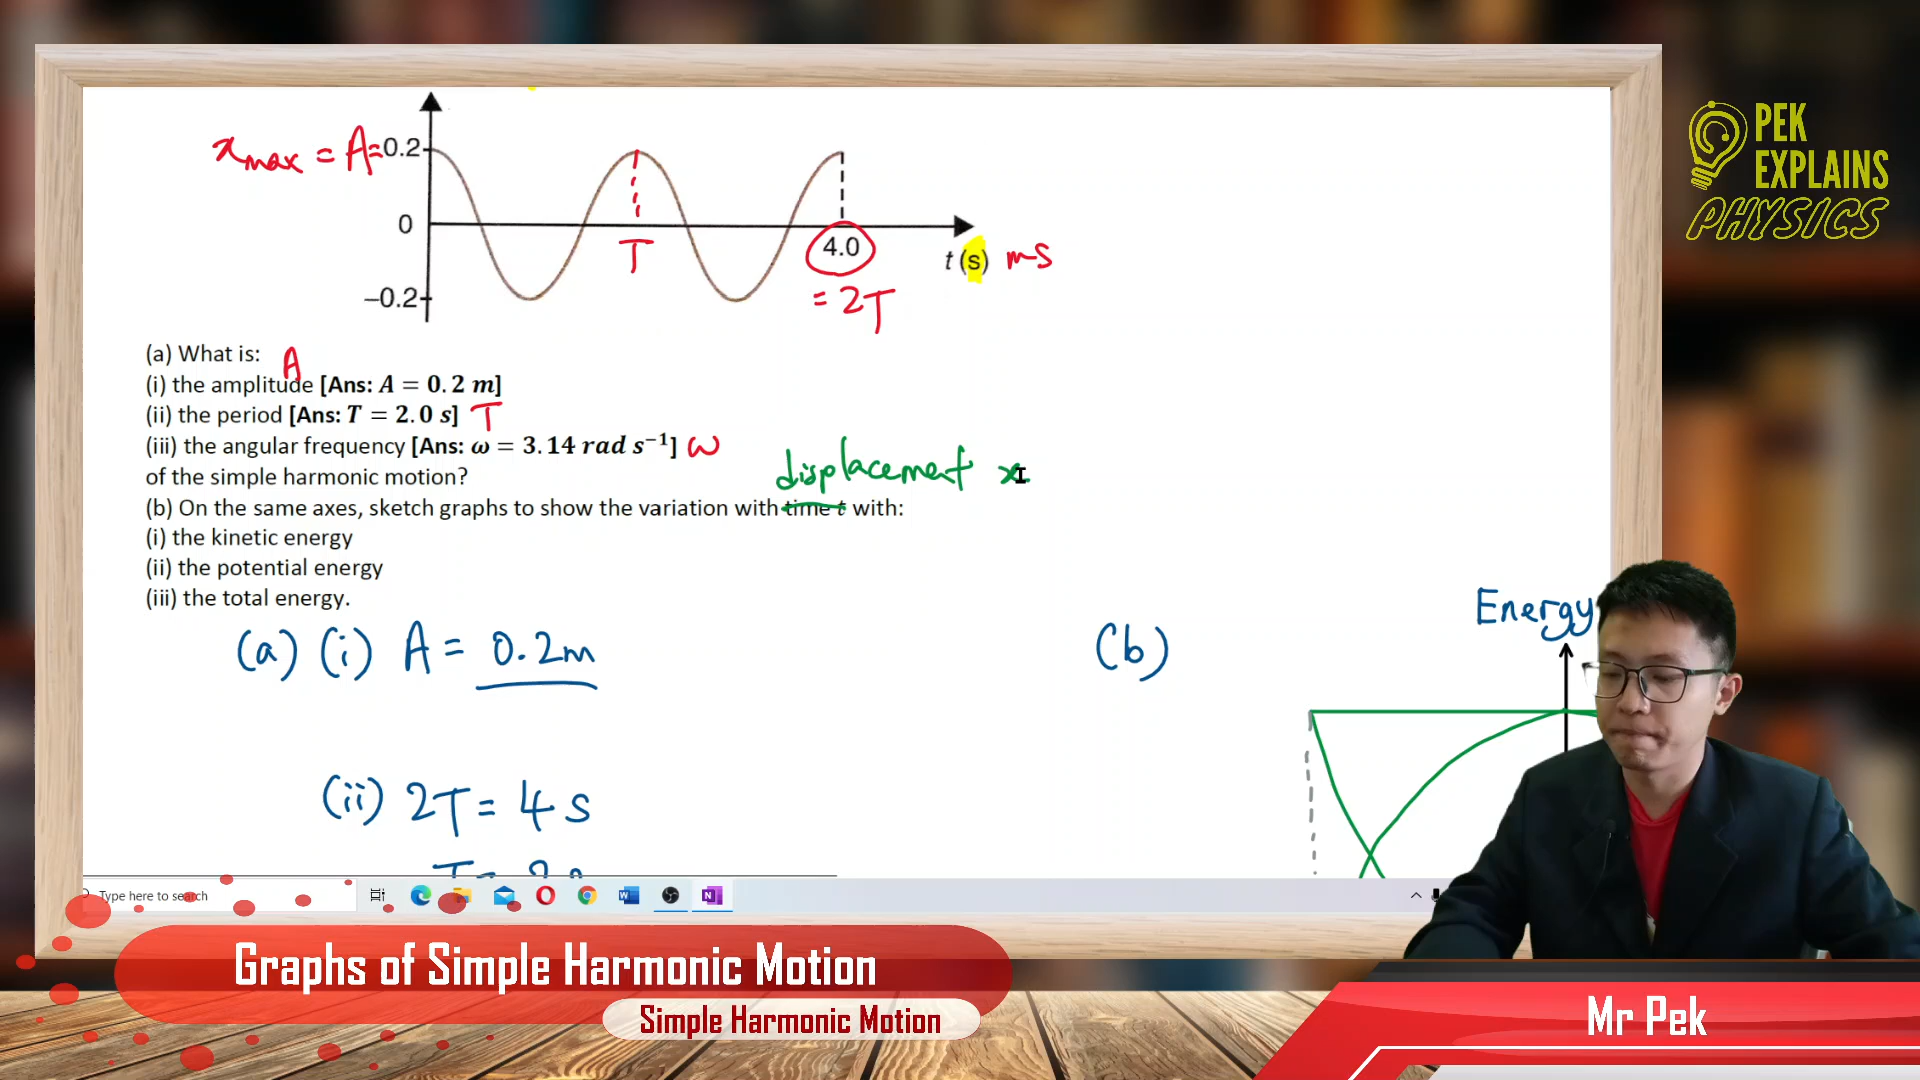 PEK
EXPLAINS
PHYSICS
xmax = A = 0.2
0
-0.2
T
4.0
= 2T
t (s) ms
(a) What is:
A
(i) the amplitude [Ans: A = 0.2 m]
(ii) the period [Ans: T = 2.0 s] T
(iii) the angular frequency [Ans: ω = 3.14 rad s⁻¹] ω
of the simple harmonic motion?
displacement x
(b) On the same axes, sketch graphs to show the variation with time t with:
(i) the kinetic energy
(ii) the potential energy
(iii) the total energy.
(a) (i) A = 0.2m
(b)
Energy
(ii) 2T = 4 s
Type here to search
Graphs of Simple Harmonic Motion
Simple Harmonic Motion
Mr Pek